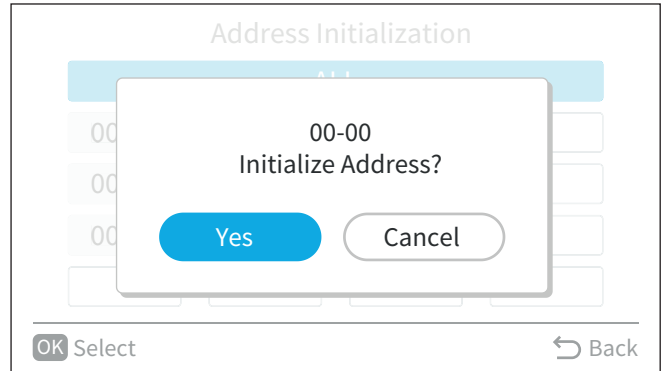 Address Initialization
00-00
Initialize Address?
Yes Cancel
OK Select Back